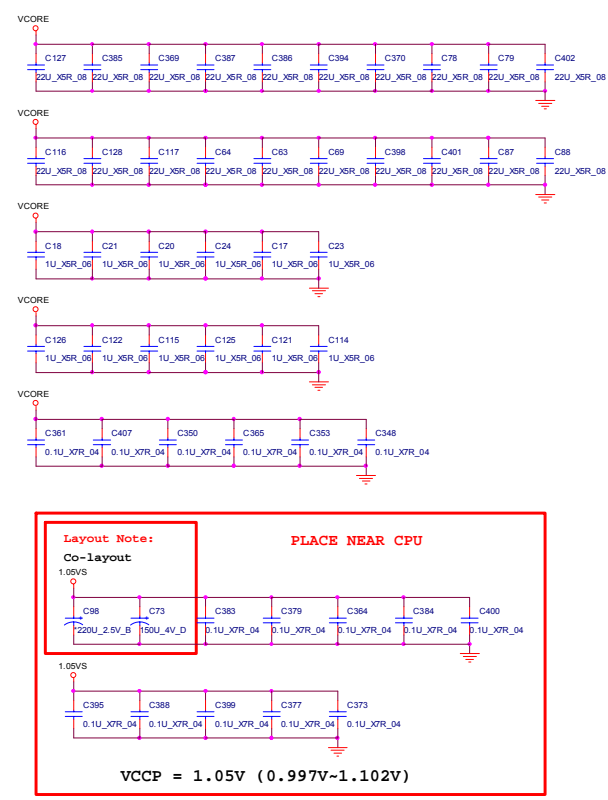 VCORE
C127 C385 C369 C387 C386 C394 C370 C78 C79 C402
22U_X5R_08 22U_X5R_08 22U_X5R_08 22U_X5R_08 22U_X5R_08 22U_X5R_08 22U_X5R_08 22U_X5R_08 22U_X5R_08 22U_X5R_08
VCORE
C116 C128 C117 C64 C63 C69 C398 C401 C87 C88
22U_X5R_08 22U_X5R_08 22U_X5R_08 22U_X5R_08 22U_X5R_08 22U_X5R_08 22U_X5R_08 22U_X5R_08 22U_X5R_08 22U_X5R_08
VCORE
C18 C21 C20 C24 C17 C23
1U_X5R_06 1U_X5R_06 1U_X5R_06 1U_X5R_06 1U_X5R_06 1U_X5R_06
VCORE
C126 C122 C115 C125 C121 C114
1U_X5R_06 1U_X5R_06 1U_X5R_06 1U_X5R_06 1U_X5R_06 1U_X5R_06
VCORE
C361 C407 C350 C365 C353 C348
0.1U_X7R_04 0.1U_X7R_04 0.1U_X7R_04 0.1U_X7R_04 0.1U_X7R_04 0.1U_X7R_04
Layout Note: PLACE NEAR CPU
Co-layout
1.05VS
C98 C73 C383 C379 C364 C384 C400
*220U_2.5V_B 150U_4V_D 0.1U_X7R_04 0.1U_X7R_04 0.1U_X7R_04 0.1U_X7R_04 0.1U_X7R_04
1.05VS
C395 C388 C399 C377 C373
0.1U_X7R_04 0.1U_X7R_04 0.1U_X7R_04 0.1U_X7R_04 0.1U_X7R_04
VCCP = 1.05V (0.997V~1.102V)